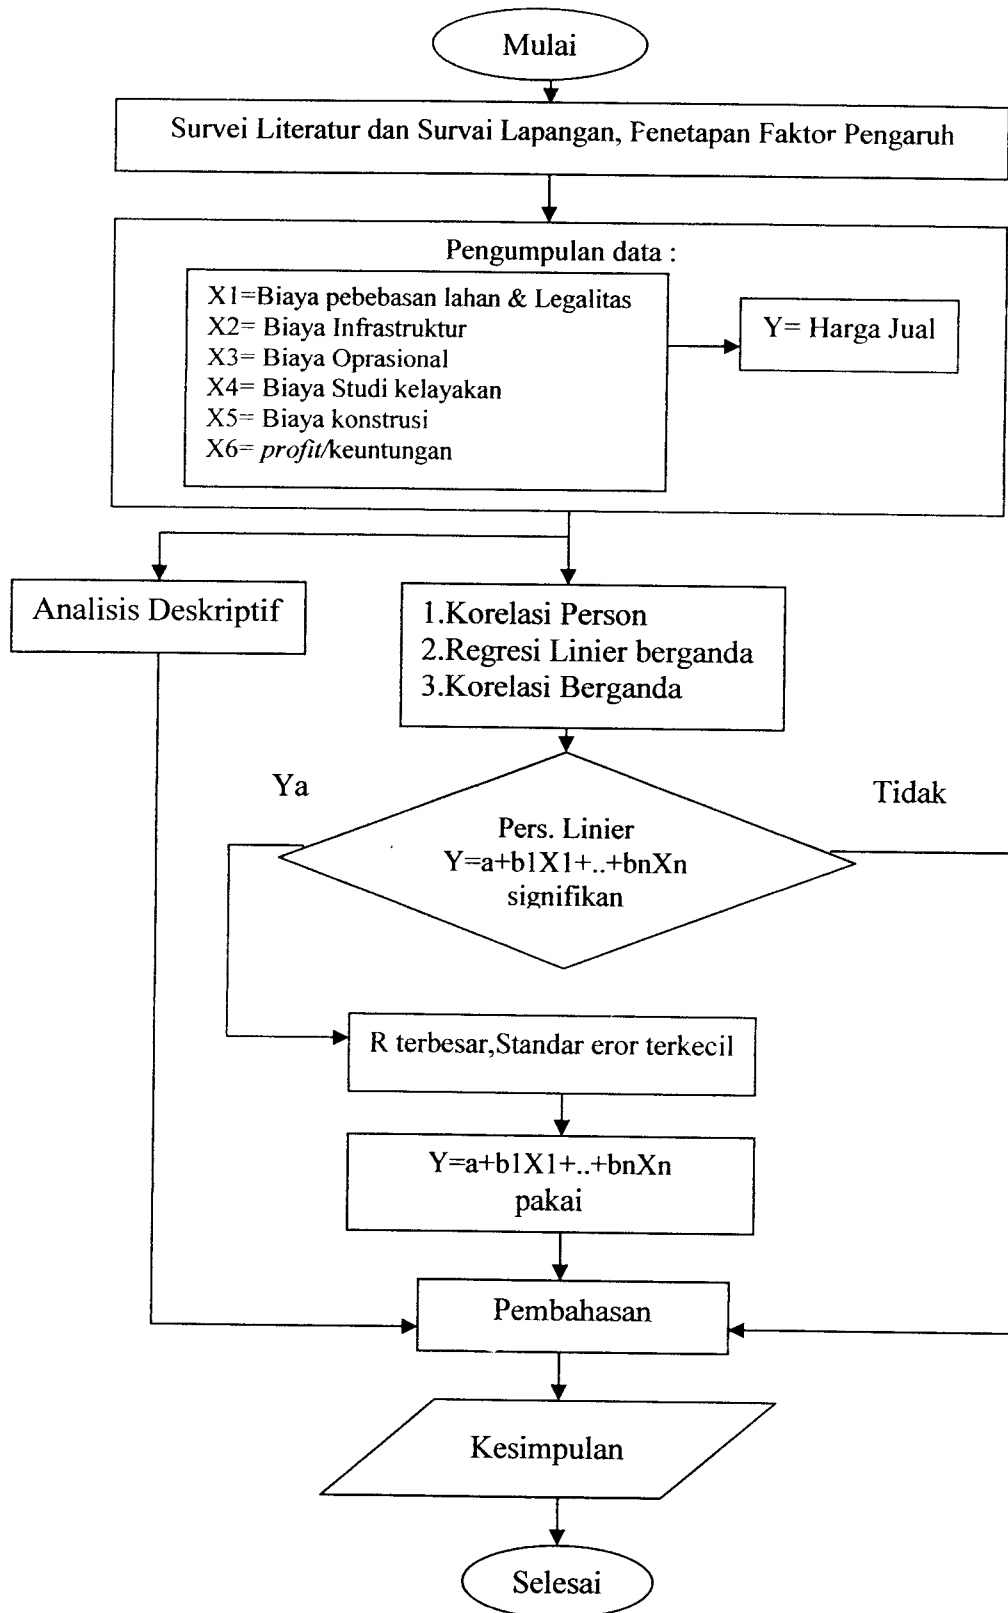 Mulai
Survei Literatur dan Survai Lapangan, Fenetapan Faktor Pengaruh
Pengumpulan data :
X1=Biaya pebebasan lahan & Legalitas
X2= Biaya Infrastruktur
X3= Biaya Oprasional
X4= Biaya Studi kelayakan
X5= Biaya konstrusi
X6= profit/keuntungan
Y= Harga Jual
Analisis Deskriptif
1.Korelasi Person
2.Regresi Linier berganda
3.Korelasi Berganda
Ya
Tidak
Pers. Linier
Y=a+b1X1+..+bnXn
signifikan
R terbesar,Standar eror terkecil
Y=a+b1X1+..+bnXn
pakai
Pembahasan
Kesimpulan
Selesai